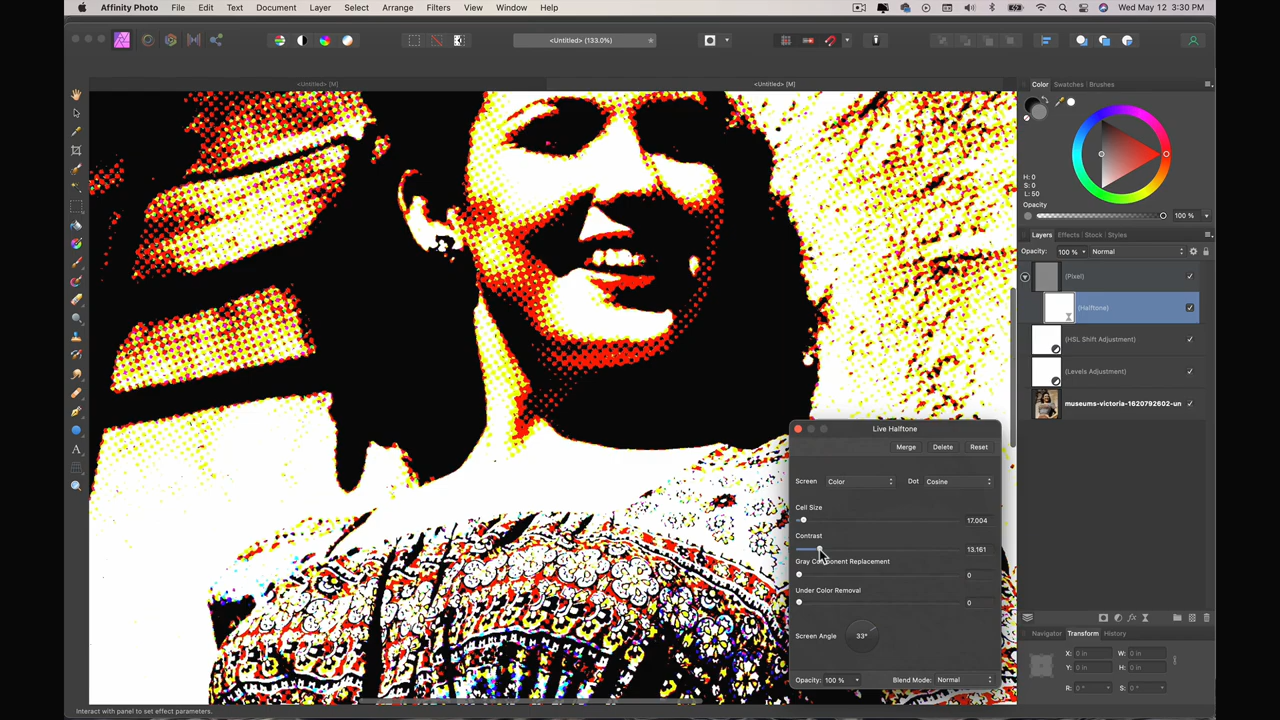 Affinity Photo File Edit Text Document Layer Select Arrange Filters View Window Help Wed May 12 3:30 PM
<Untitled> (133.0%)
<Untitled> [M] <Untitled> [M]
Color Swatches Brushes
H: 0
S: 0
L: 50
Opacity
100 %
Layers Effects Stock Styles
Opacity: 100 % Normal
(Pixel)
(Halftone)
(HSL Shift Adjustment)
(Levels Adjustment)
museums-victoria-1620792602-un
Live Halftone
Merge Delete Reset
Screen Color Dot Cosine
Cell Size
17.004
Contrast
13.161
Gray Component Replacement
0
Under Color Removal
0
Screen Angle 33°
Opacity: 100 % Blend Mode: Normal
Navigator Transform History
X: 0 in W: 0 in
Y: 0 in H: 0 in
R: 0 ° S: 0 °
Interact with panel to set effect parameters.